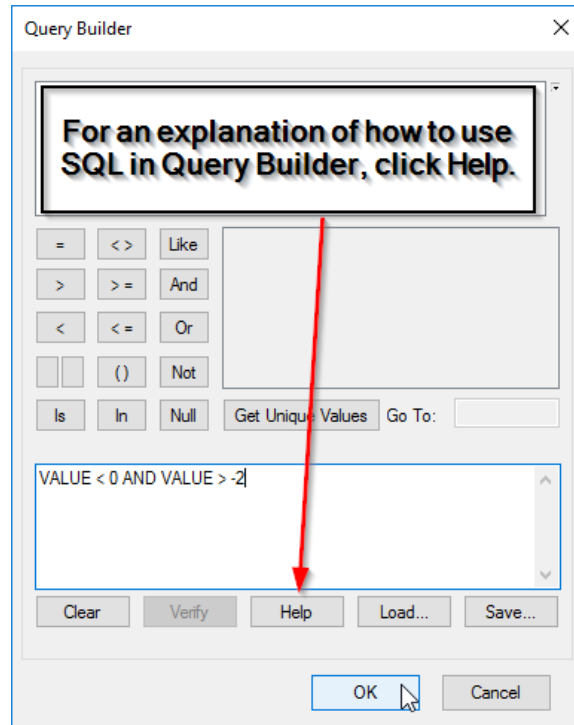 Query Builder
For an explanation of how to use
SQL in Query Builder, click Help.
= < > Like
> > = And
< < = Or
( ) Not
Is In Null Get Unique Values Go To:
VALUE < 0 AND VALUE > -2
Clear Verify Help Load... Save...
OK Cancel